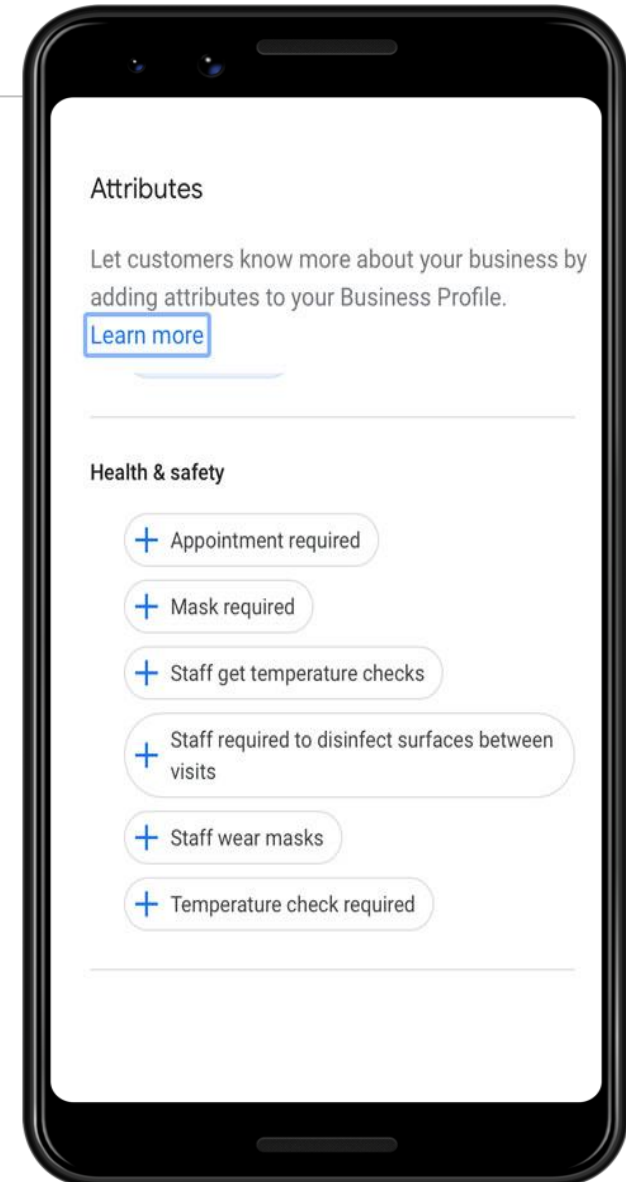 Attributes
Let customers know more about your business by
adding attributes to your Business Profile.
Learn more
Health & safety
+ Appointment required
+ Mask required
+ Staff get temperature checks
+ Staff required to disinfect surfaces between
visits
+ Staff wear masks
+ Temperature check required